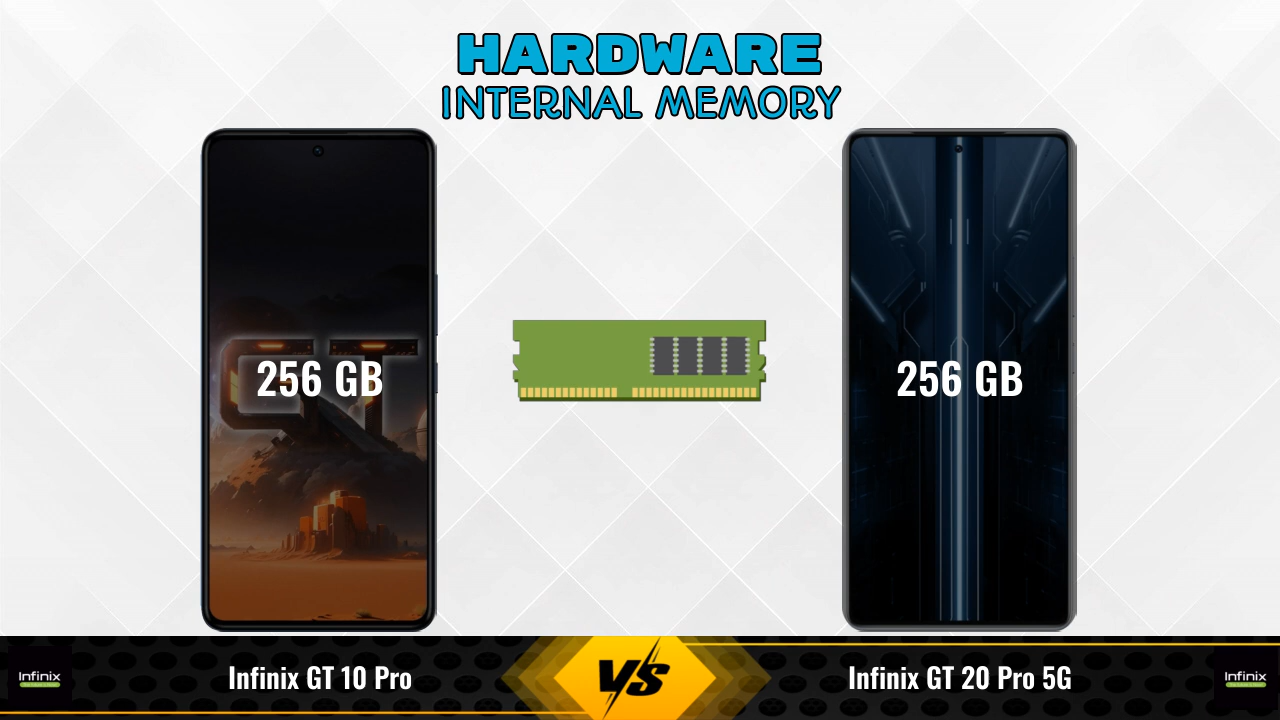 HARDWARE
INTERNAL MEMORY
GT
256 GB
256 GB
Infinix
Infinix GT 10 Pro
VS
Infinix GT 20 Pro 5G
Infinix